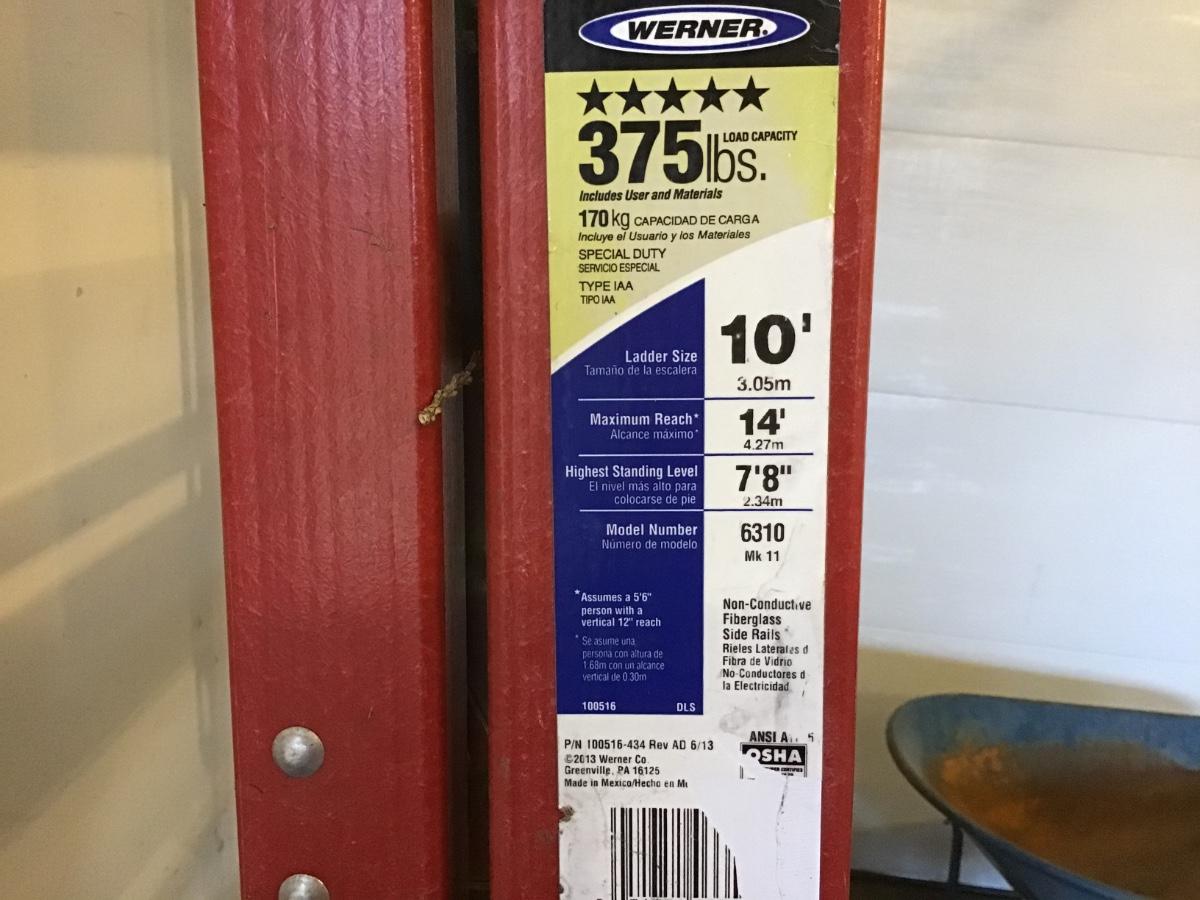 WERNER.
375 lbs. LOAD CAPACITY
Includes User and Materials
170 kg CAPACIDAD DE CARGA
Incluye el Usuario y los Materiales
SPECIAL DUTY
SERVICIO ESPECIAL
TYPE IAA
TIPO IAA
Ladder Size 10'
Tamaño de la escalera 3.05m
Maximum Reach* 14'
Alcance máximo* 4.27m
Highest Standing Level 7'8"
El nivel más alto para
colocarse de pie 2.34m
Model Number 6310
Número de modelo Mk 11
*Assumes a 5'6"
person with a
vertical 12" reach
* Se asume una
persona con altura de
1.68m con un alcance
vertical de 0.30m
100516 DLS
Non-Conductive
Fiberglass
Side Rails
Rieles Laterales d
Fibra de Vidrio
No-Conductores d
la Electricidad
ANSI
OSHA
P/N 100516-434 Rev AD 6/13
©2013 Werner Co.
Greenville, PA 16125
Made in Mexico/Hecho en